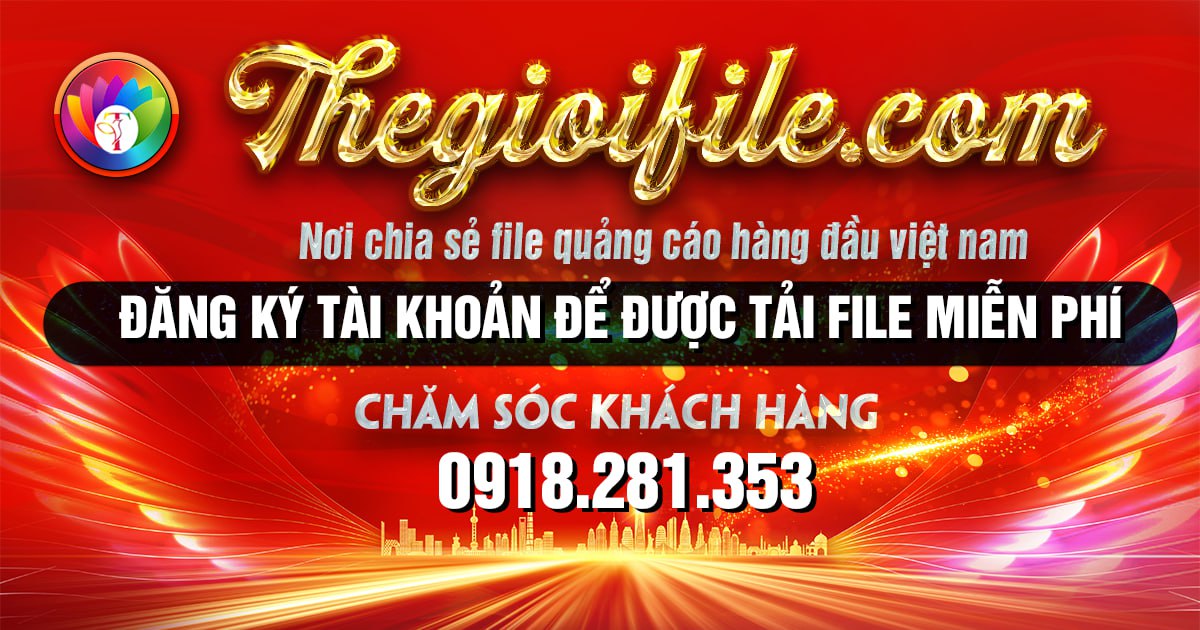 Thegioifile.com
Nơi chia sẻ file quảng cáo hàng đầu việt nam
ĐĂNG KÝ TÀI KHOẢN ĐỂ ĐƯỢC TẢI FILE MIỄN PHÍ
CHĂM SÓC KHÁCH HÀNG
0918.281.353